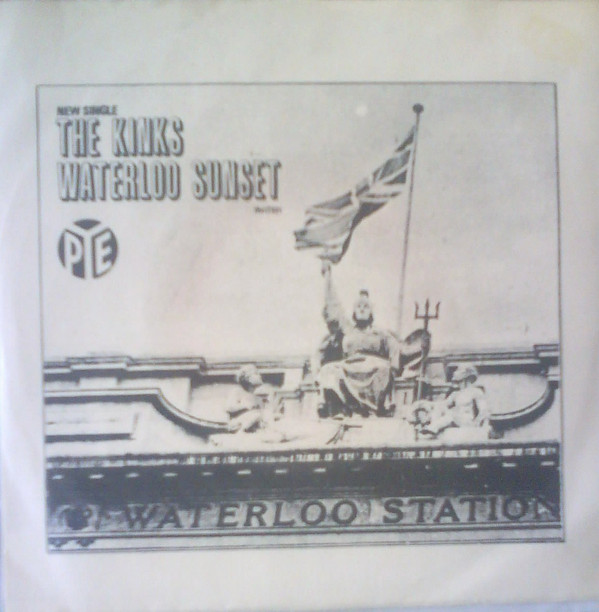 NEW SINGLE
THE KINKS
WATERLOO SUNSET
PYE
WATERLOO STATION